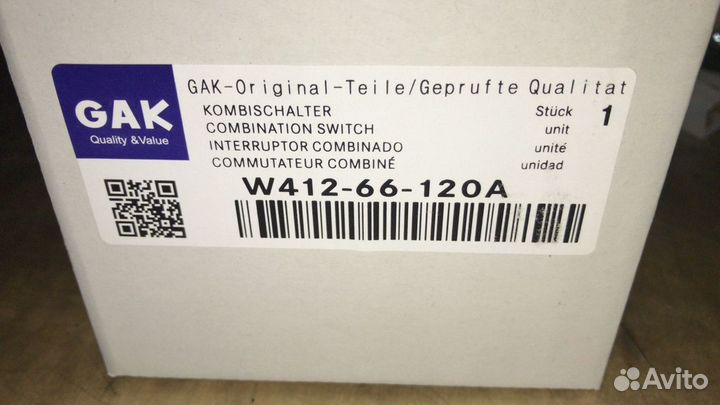 GAK
Quality &Value
GAK-Original-Teile/Geprufte Qualitat
KOMBISCHALTER Stück 1
COMBINATION SWITCH unit
INTERRUPTOR COMBINADO unité
COMMUTATEUR COMBINÉ unidad
W412-66-120A
Avito